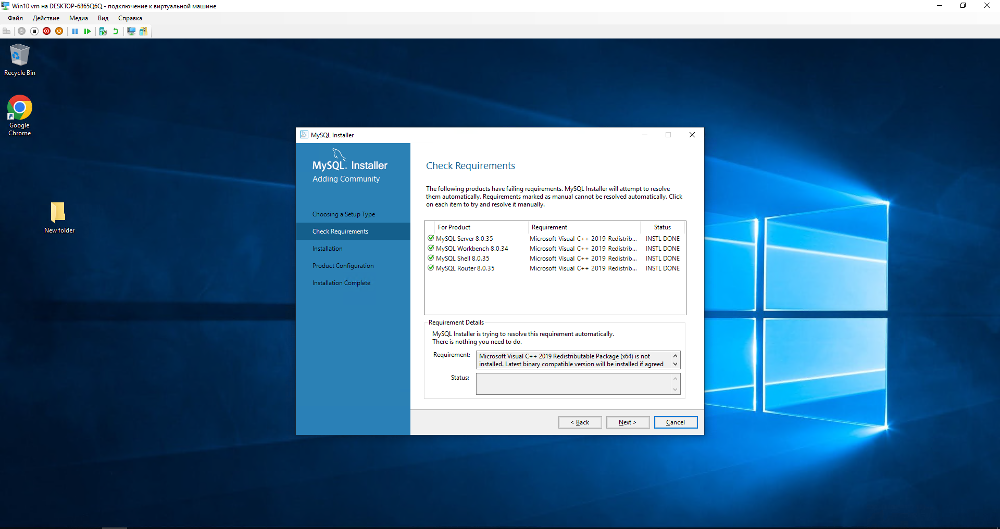 Win10 vm на DESKTOP-6865Q6Q - подключение к виртуальной машине
Файл Действие Медиа Вид Справка
Recycle Bin
Google
Chrome
New folder
MySQL Installer
MySQL. Installer
Adding Community
Choosing a Setup Type
Check Requirements
Installation
Product Configuration
Installation Complete
Check Requirements
The following products have failing requirements. MySQL Installer will attempt to resolve
them automatically. Requirements marked as manual cannot be resolved automatically. Click
on each item to try and resolve it manually.
For Product Requirement Status
MySQL Server 8.0.35 Microsoft Visual C++ 2019 Redistrib... INSTL DONE
MySQL Workbench 8.0.34 Microsoft Visual C++ 2019 Redistrib... INSTL DONE
MySQL Shell 8.0.35 Microsoft Visual C++ 2019 Redistrib... INSTL DONE
MySQL Router 8.0.35 Microsoft Visual C++ 2019 Redistrib... INSTL DONE
Requirement Details
MySQL Installer is trying to resolve this requirement automatically.
There is nothing you need to do.
Requirement: Microsoft Visual C++ 2019 Redistributable Package (x64) is not
installed. Latest binary compatible version will be installed if agreed
Status:
< Back Next > Cancel